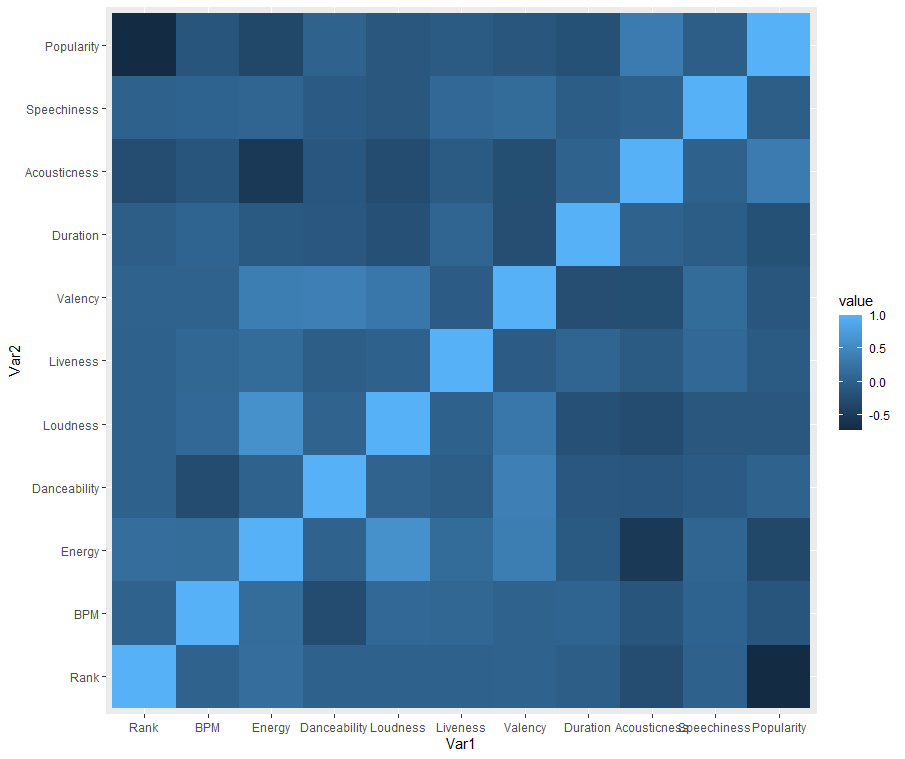 Popularity
Speechiness
Acousticness
Duration
Valency
Liveness
Loudness
Danceability
Energy
BPM
Rank
Var2
Rank BPM Energy Danceability Loudness Liveness Valency Duration Acousticness Speechiness Popularity
Var1
value
1.0
0.5
0.0
-0.5